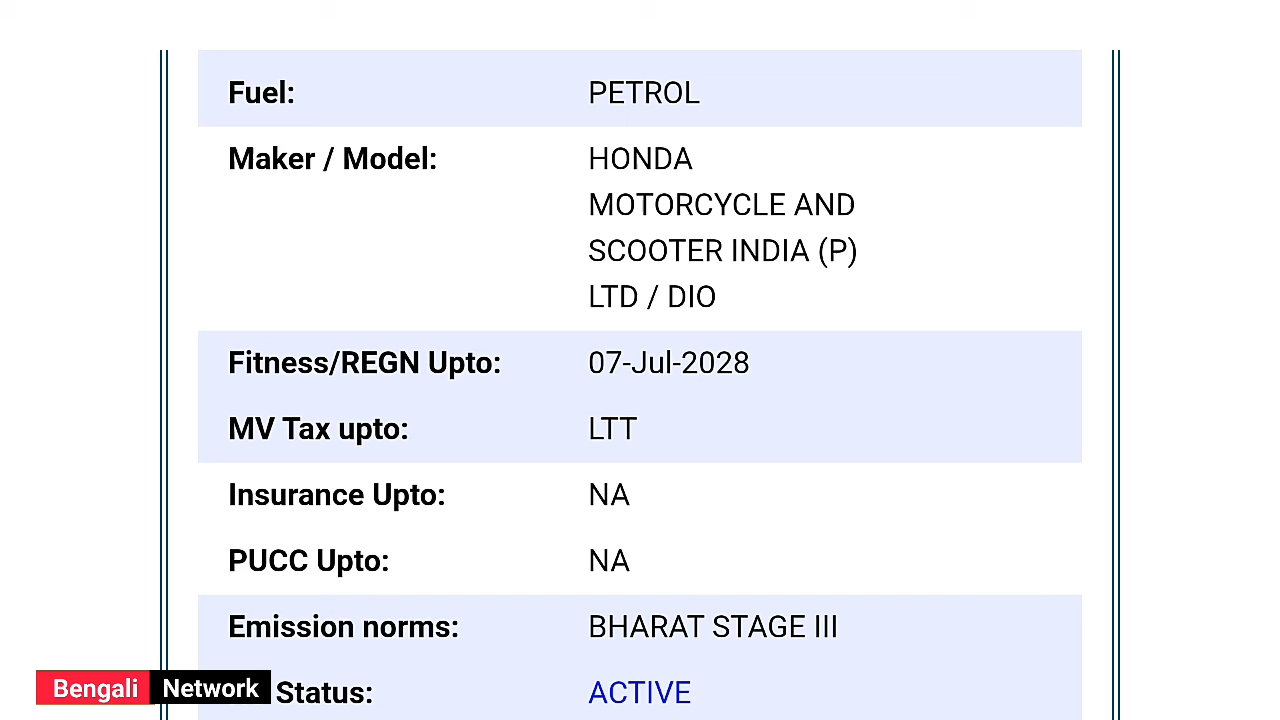 Fuel: PETROL
Maker / Model: HONDA
MOTORCYCLE AND
SCOOTER INDIA (P)
LTD / DIO
Fitness/REGN Upto: 07-Jul-2028
MV Tax upto: LTT
Insurance Upto: NA
PUCC Upto: NA
Emission norms: BHARAT STAGE III
Status: ACTIVE
Bengali Network